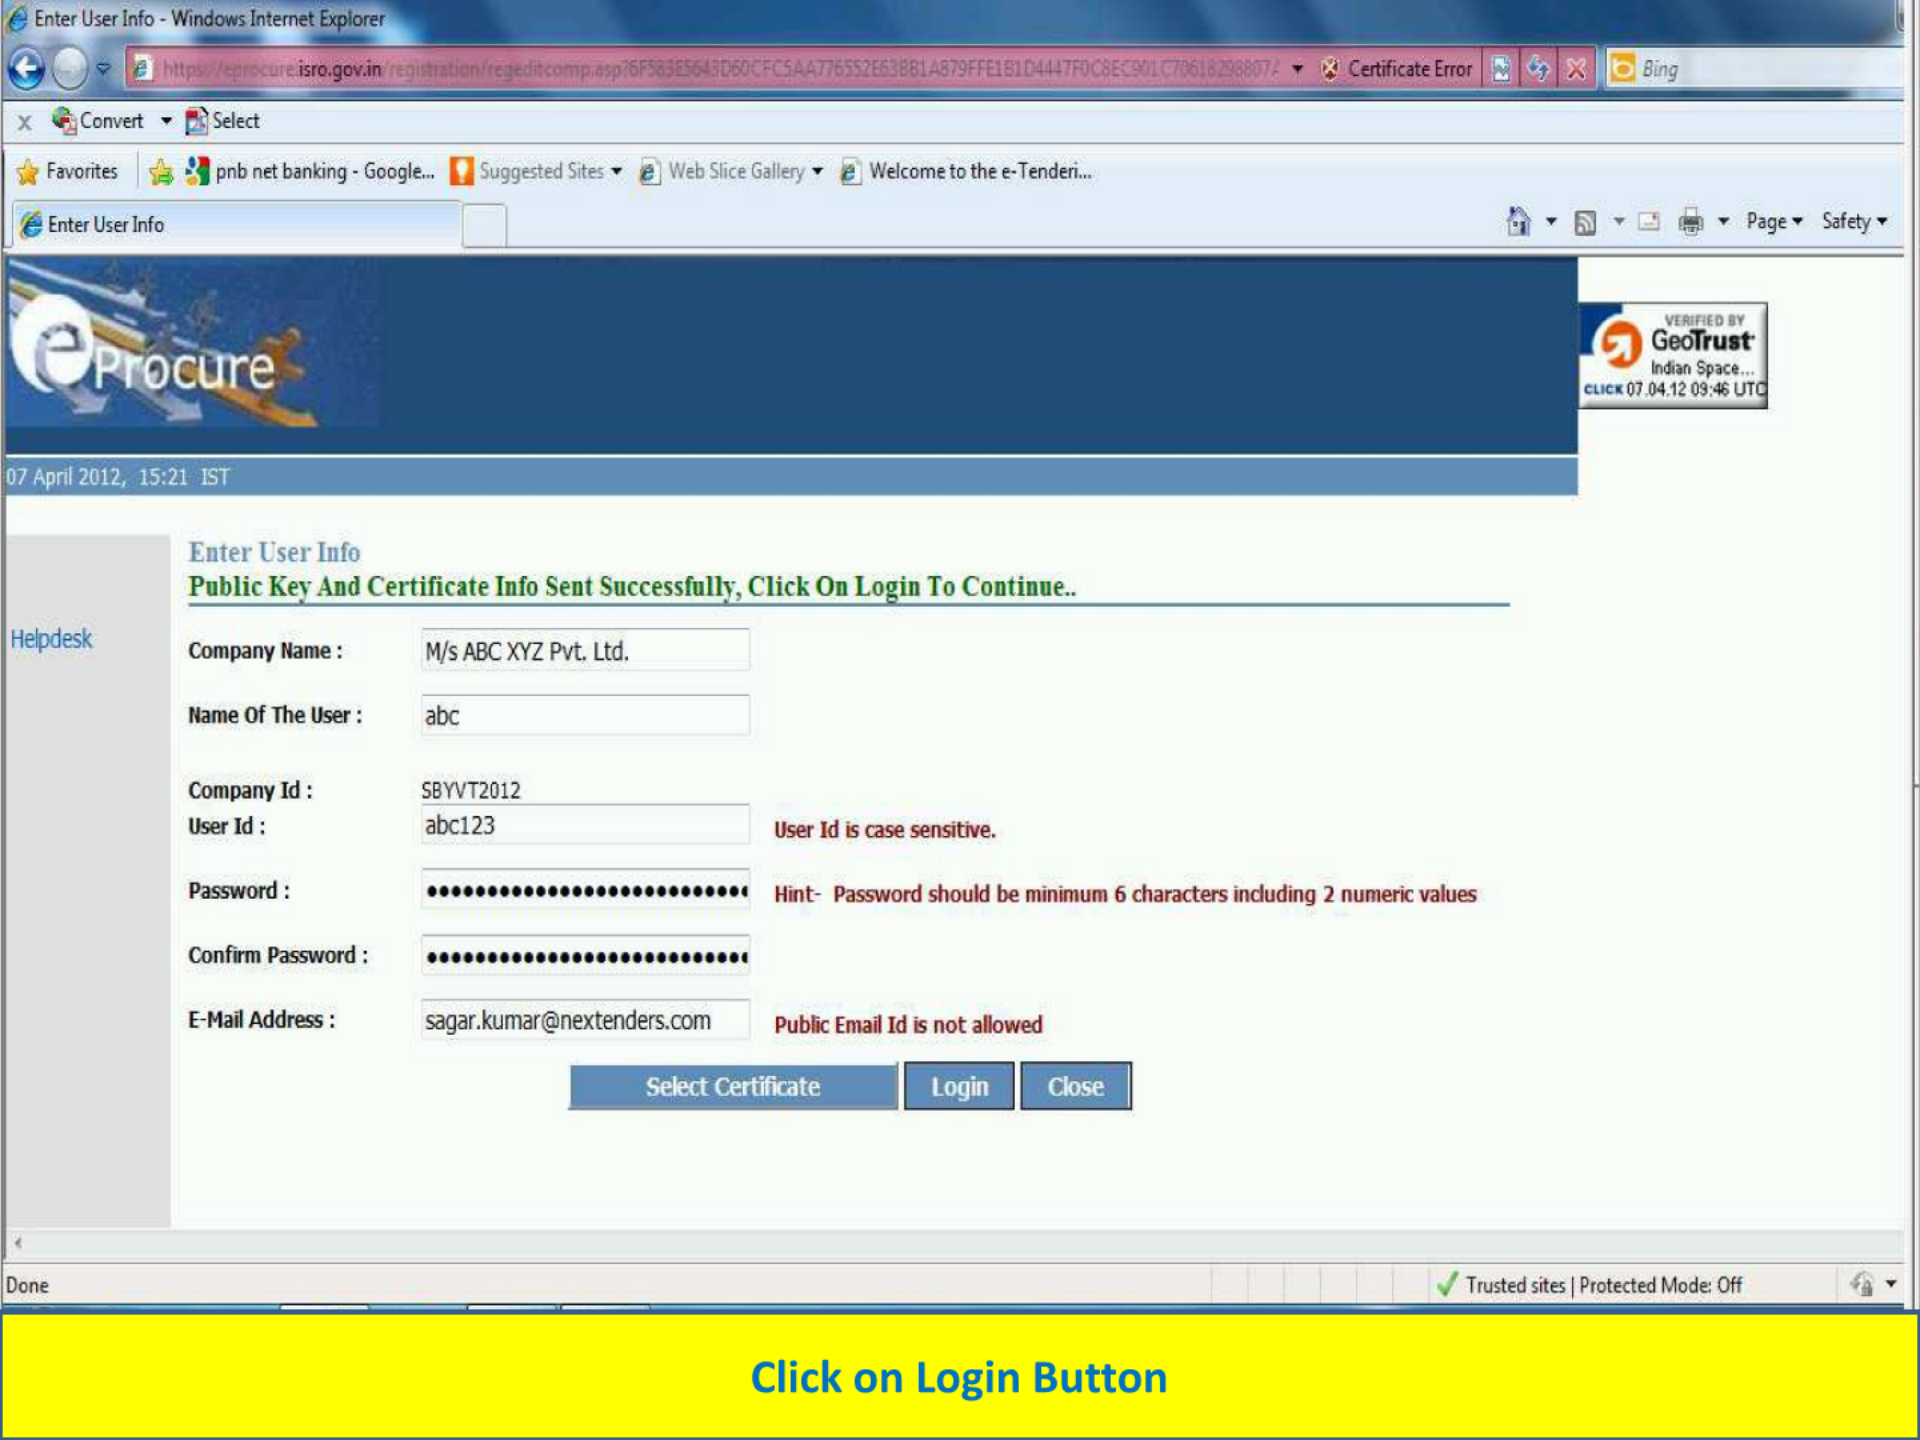 Enter User Info - Windows Internet Explorer
https://eprocure.isro.gov.in/registration/regeditcomp.asp? Certificate Error Bing
x Convert Select
Favorites pnb net banking - Google... Suggested Sites Web Slice Gallery Welcome to the e-Tenderi...
Enter User Info Page Safety
eProcure
VERIFIED BY
GeoTrust
Indian Space...
CLICK 07.04.12 09:46 UTC
07 April 2012, 15:21 IST
Enter User Info
Public Key And Certificate Info Sent Successfully, Click On Login To Continue..
Helpdesk
Company Name : M/s ABC XYZ Pvt. Ltd.
Name Of The User : abc
Company Id : SBYVT2012
User Id : abc123 User Id is case sensitive.
Password : Hint- Password should be minimum 6 characters including 2 numeric values
Confirm Password :
E-Mail Address : sagar.kumar@nextenders.com Public Email Id is not allowed
Select Certificate Login Close
Done Trusted sites | Protected Mode: Off
Click on Login Button